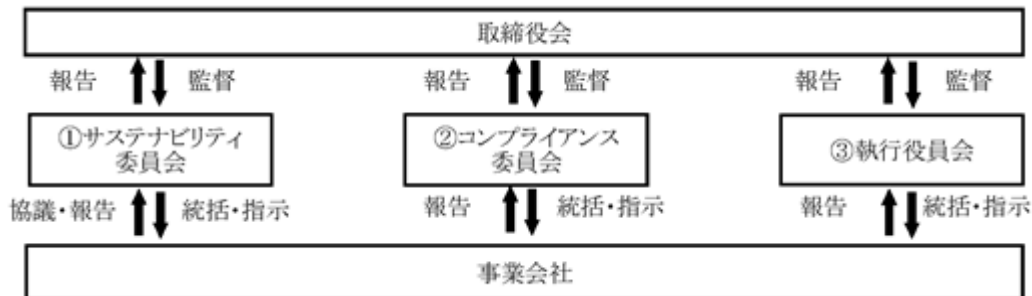 取締役会
報告 監督 報告 監督 報告 監督
①サステナビリティ
委員会
②コンプライアンス
委員会
③執行役員会
協議・報告 統括・指示 報告 統括・指示 報告 統括・指示
事業会社